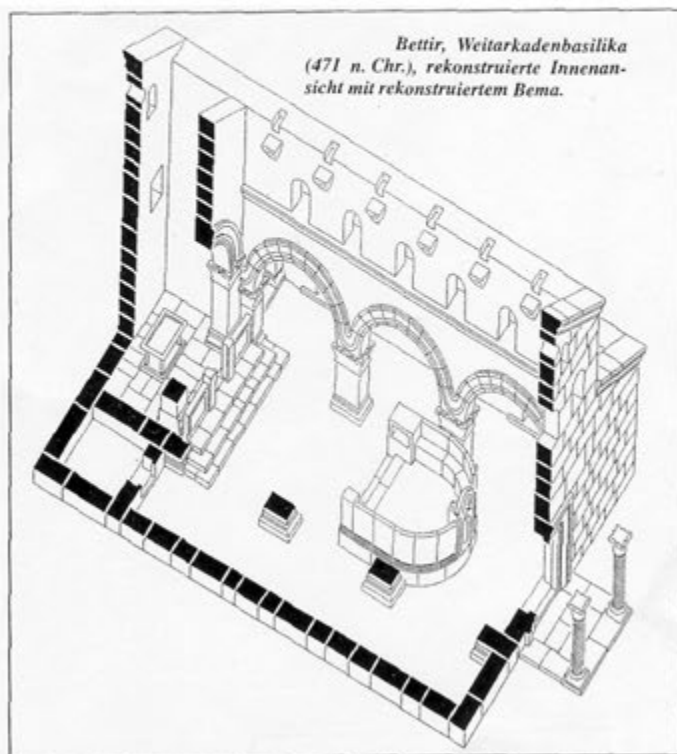 Bettir, Weitarkadenbasilika
(471 n. Chr.), rekonstruierte Innenan-
sicht mit rekonstruiertem Bema.